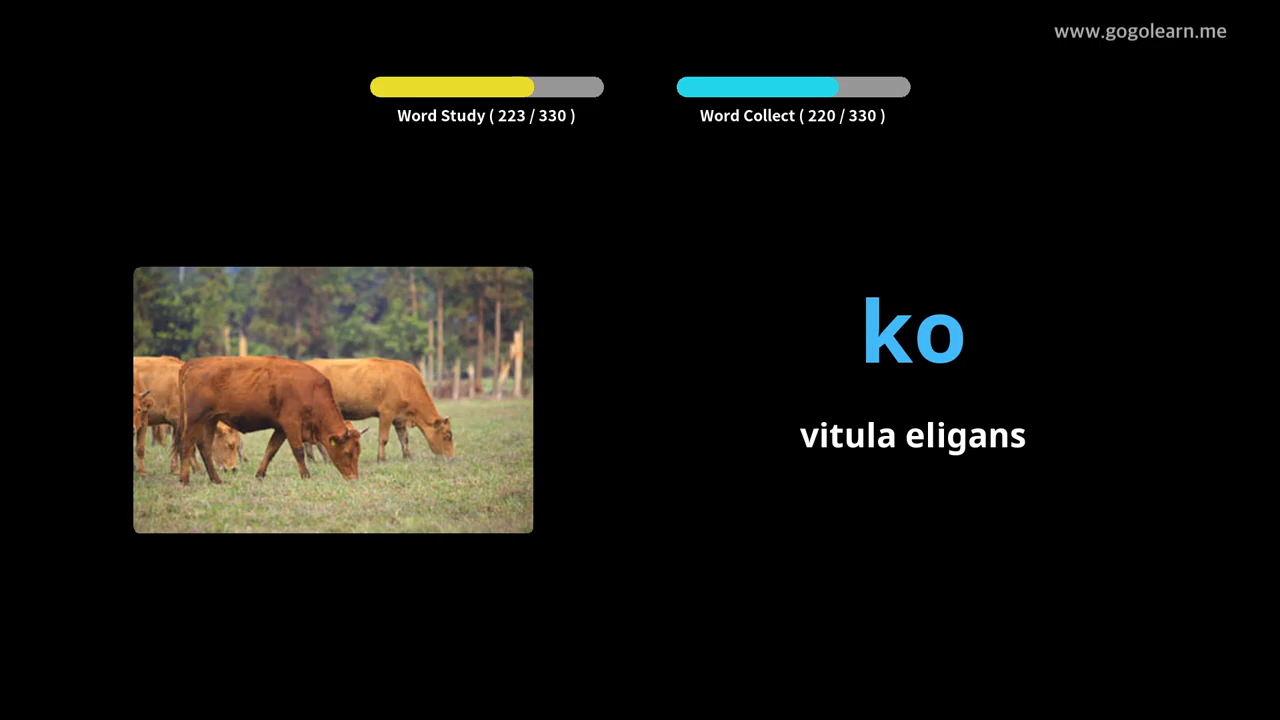 www.gogolearn.me
Word Study ( 223 / 330 )
Word Collect ( 220 / 330 )
ko
vitula eligans